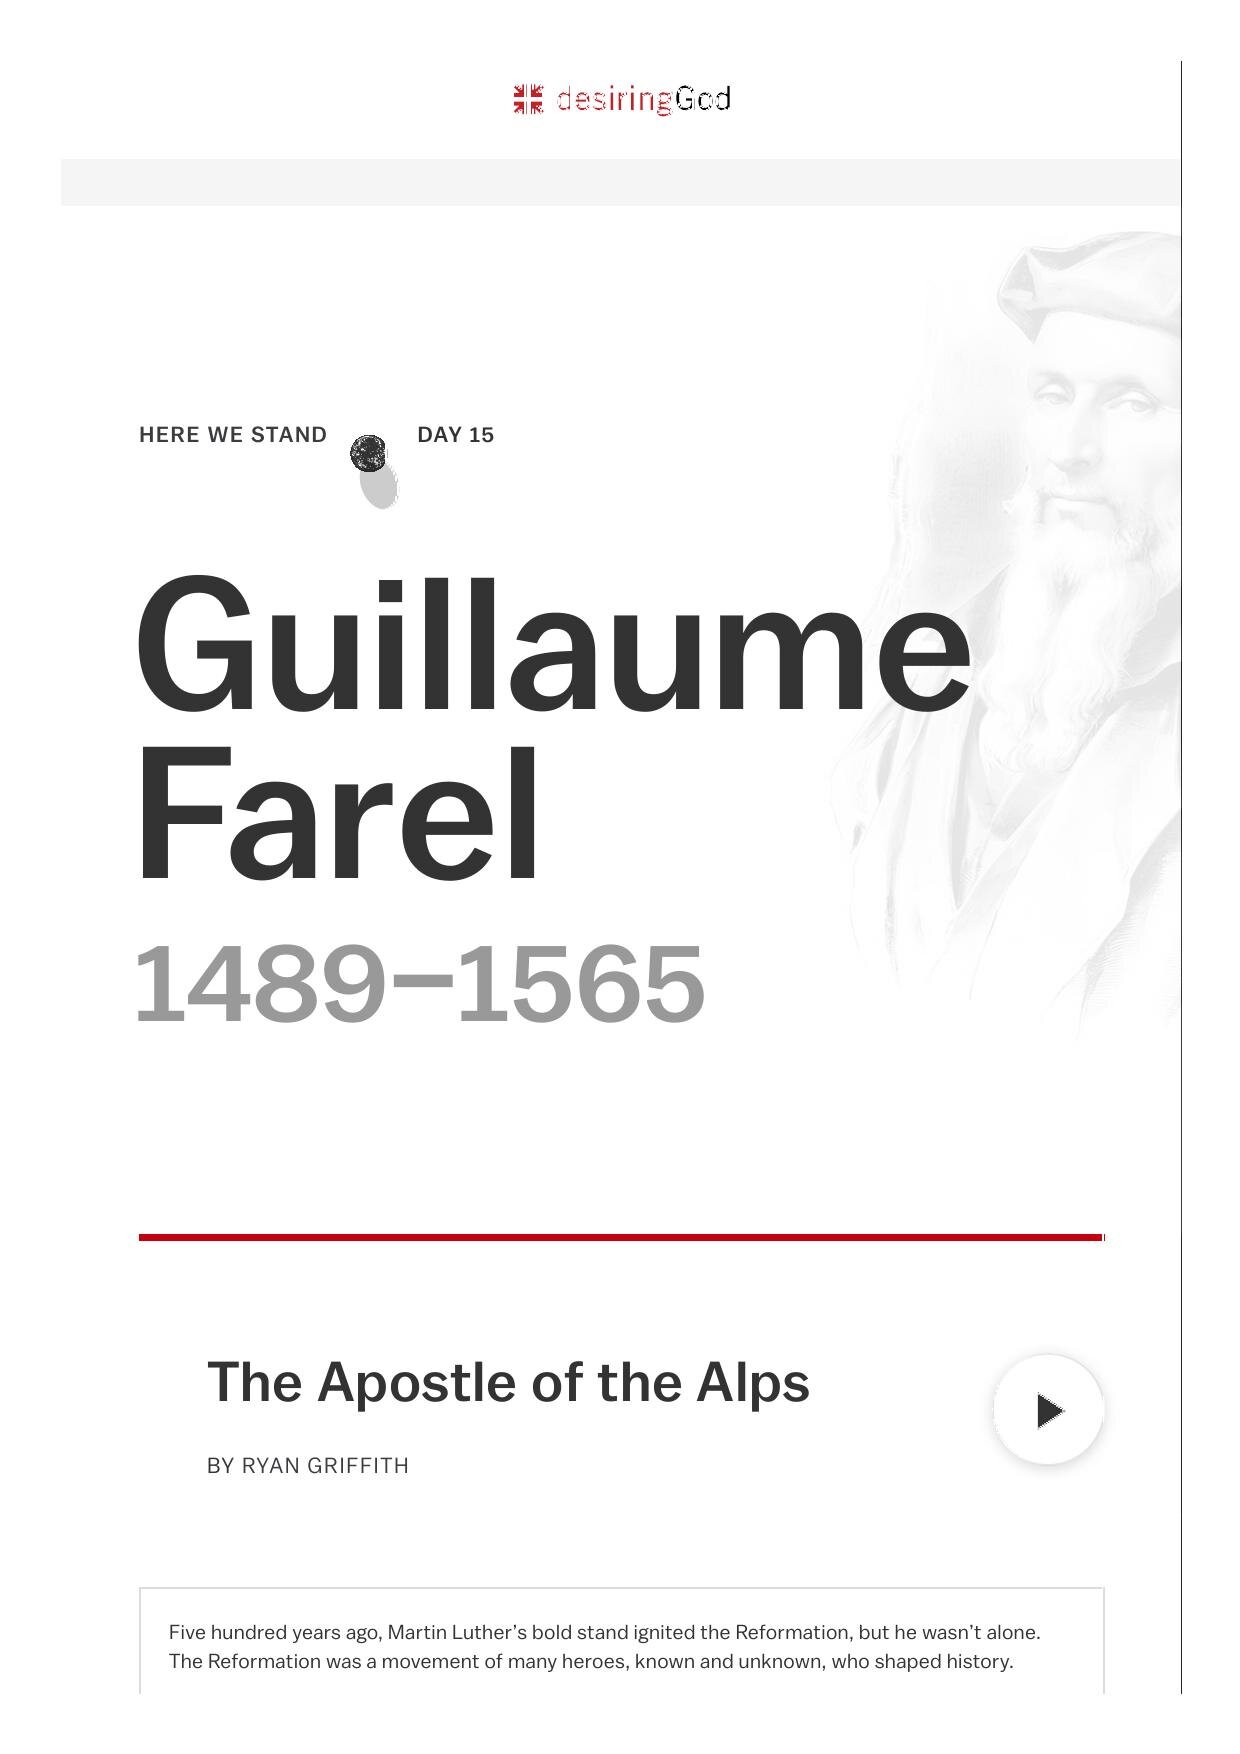 desiringGod
HERE WE STAND DAY 15
Guillaume
Farel
1489–1565
The Apostle of the Alps
BY RYAN GRIFFITH
Five hundred years ago, Martin Luther’s bold stand ignited the Reformation, but he wasn’t alone.
The Reformation was a movement of many heroes, known and unknown, who shaped history.